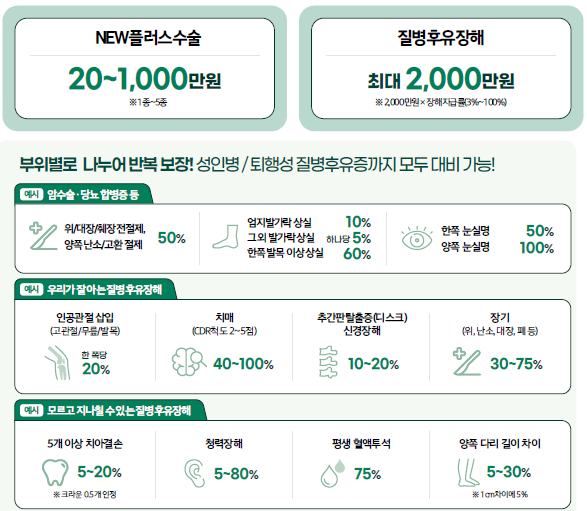 NEW플러스수술
20~1,000만원
※ 1종~5종
질병후유장해
최대 2,000만원
※ 2,000만원 × 장해지급률(3%~100%)
부위별로 나누어 반복 보장! 성인병 / 퇴행성 질병후유증까지 모두 대비 가능!
예시 암수술·당뇨 합병증 등
위/대장/췌장 전절제,
양쪽 난소/고환 절제 50%
엄지발가락 상실 10%
그 외 발가락 상실 하나당 5%
한쪽 발목 이상 상실 60%
한쪽 눈 실명 50%
양쪽 눈 실명 100%
예시 우리가 잘 아는 질병후유장해
인공관절 삽입
(고관절/무릎/발목)
한 쪽당
20%
치매
(CDR척도 2~5점)
40~100%
추간판탈출증(디스크)
신경장해
10~20%
장기
(위, 난소, 대장, 폐 등)
30~75%
예시 모르고 지나칠 수 있는 질병후유장해
5개 이상 치아결손
5~20%
※ 크라운 0.5개 인정
청력장해
5~80%
평생 혈액투석
75%
양쪽 다리 길이 차이
5~30%
※ 1cm차이에 5%